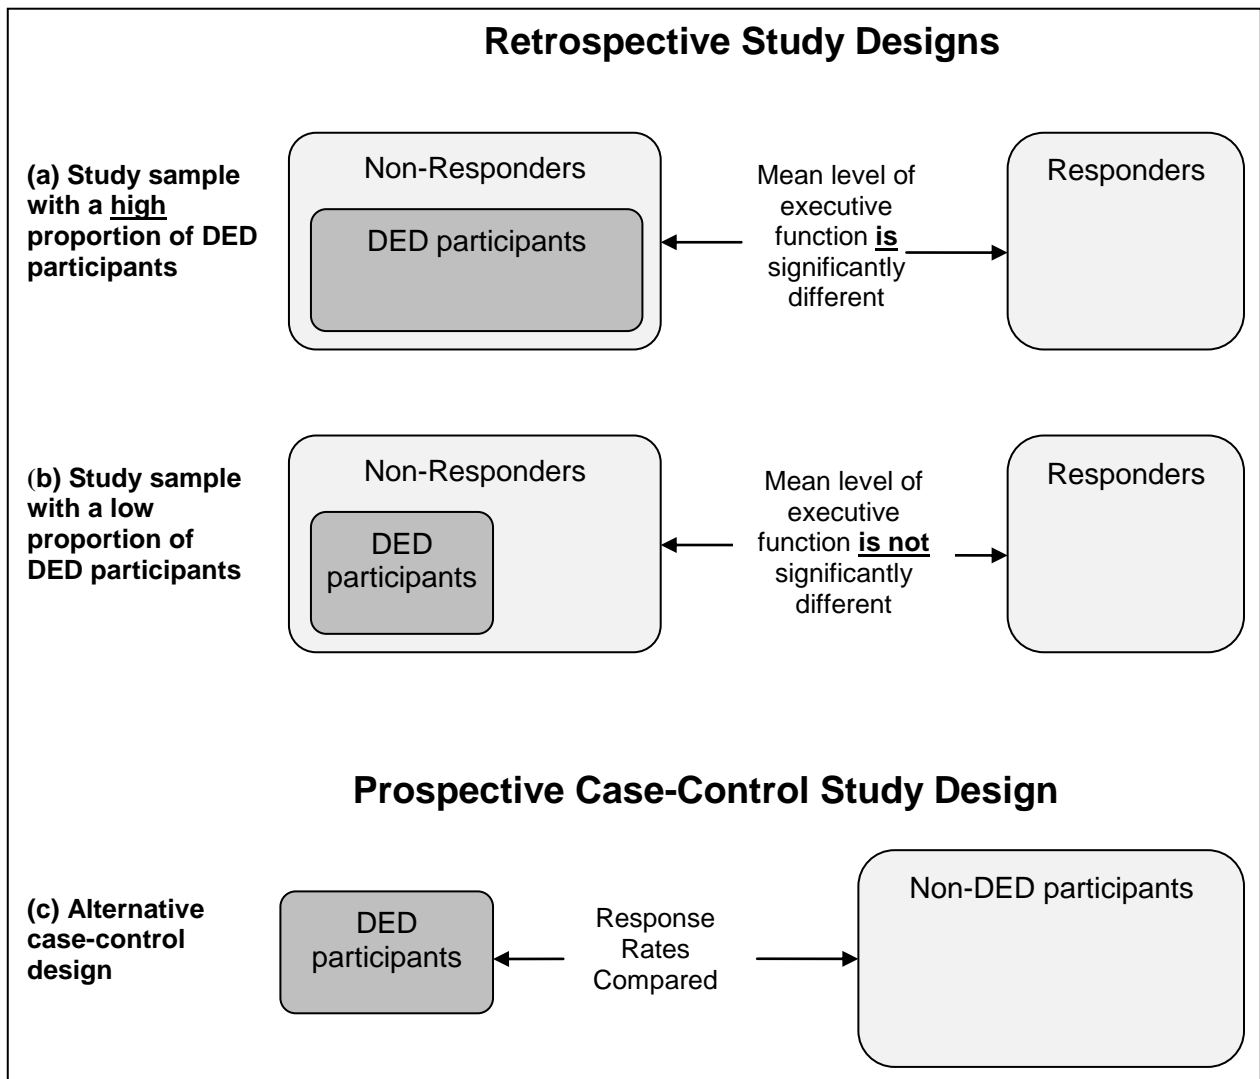 Retrospective Study Designs
(a) Study sample
with a high
proportion of DED
participants
Non-Responders
DED participants
Mean level of
executive
function is
significantly
different
Responders
(b) Study sample
with a low
proportion of
DED participants
Non-Responders
DED
participants
Mean level of
executive
function is not
significantly
different
Responders
Prospective Case-Control Study Design
(c) Alternative
case-control
design
DED
participants
Response
Rates
Compared
Non-DED participants